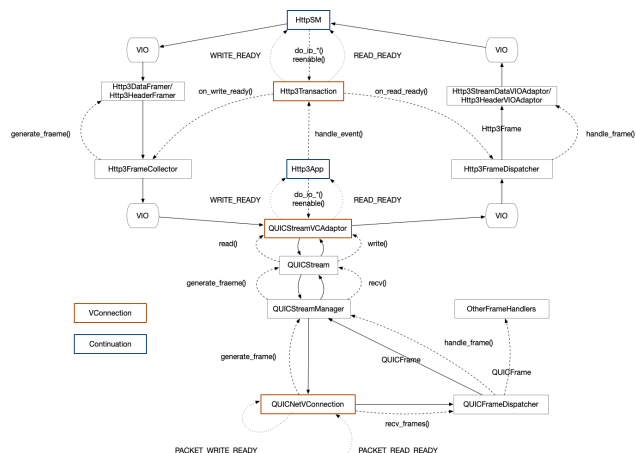 HttpSM
VIO
VIO
WRITE_READY
do_io_*()
reenable()
READ_READY
Http3DataFramer/
Http3HeaderFramer
on_write_ready()
Http3Transaction
on_read_ready()
Http3StreamDataVIOAdaptor/
Http3HeaderVIOAdaptor
generate_fraeme()
handle_event()
Http3Frame
handle_frame()
Http3FrameCollector
Http3App
Http3FrameDispatcher
WRITE_READY
do_io_*()
reenable()
READ_READY
VIO
VIO
QUICStreamVCAdaptor
read()
write()
QUICStream
generate_fraeme()
recv()
VConnection
QUICStreamManager
OtherFrameHandlers
Continuation
handle_frame()
generate_frame()
QUICFrame
QUICFrame
QUICNetVConnection
QUICFrameDispatcher
recv_frames()
PACKET_WRITE_READY
PACKET_READ_READY